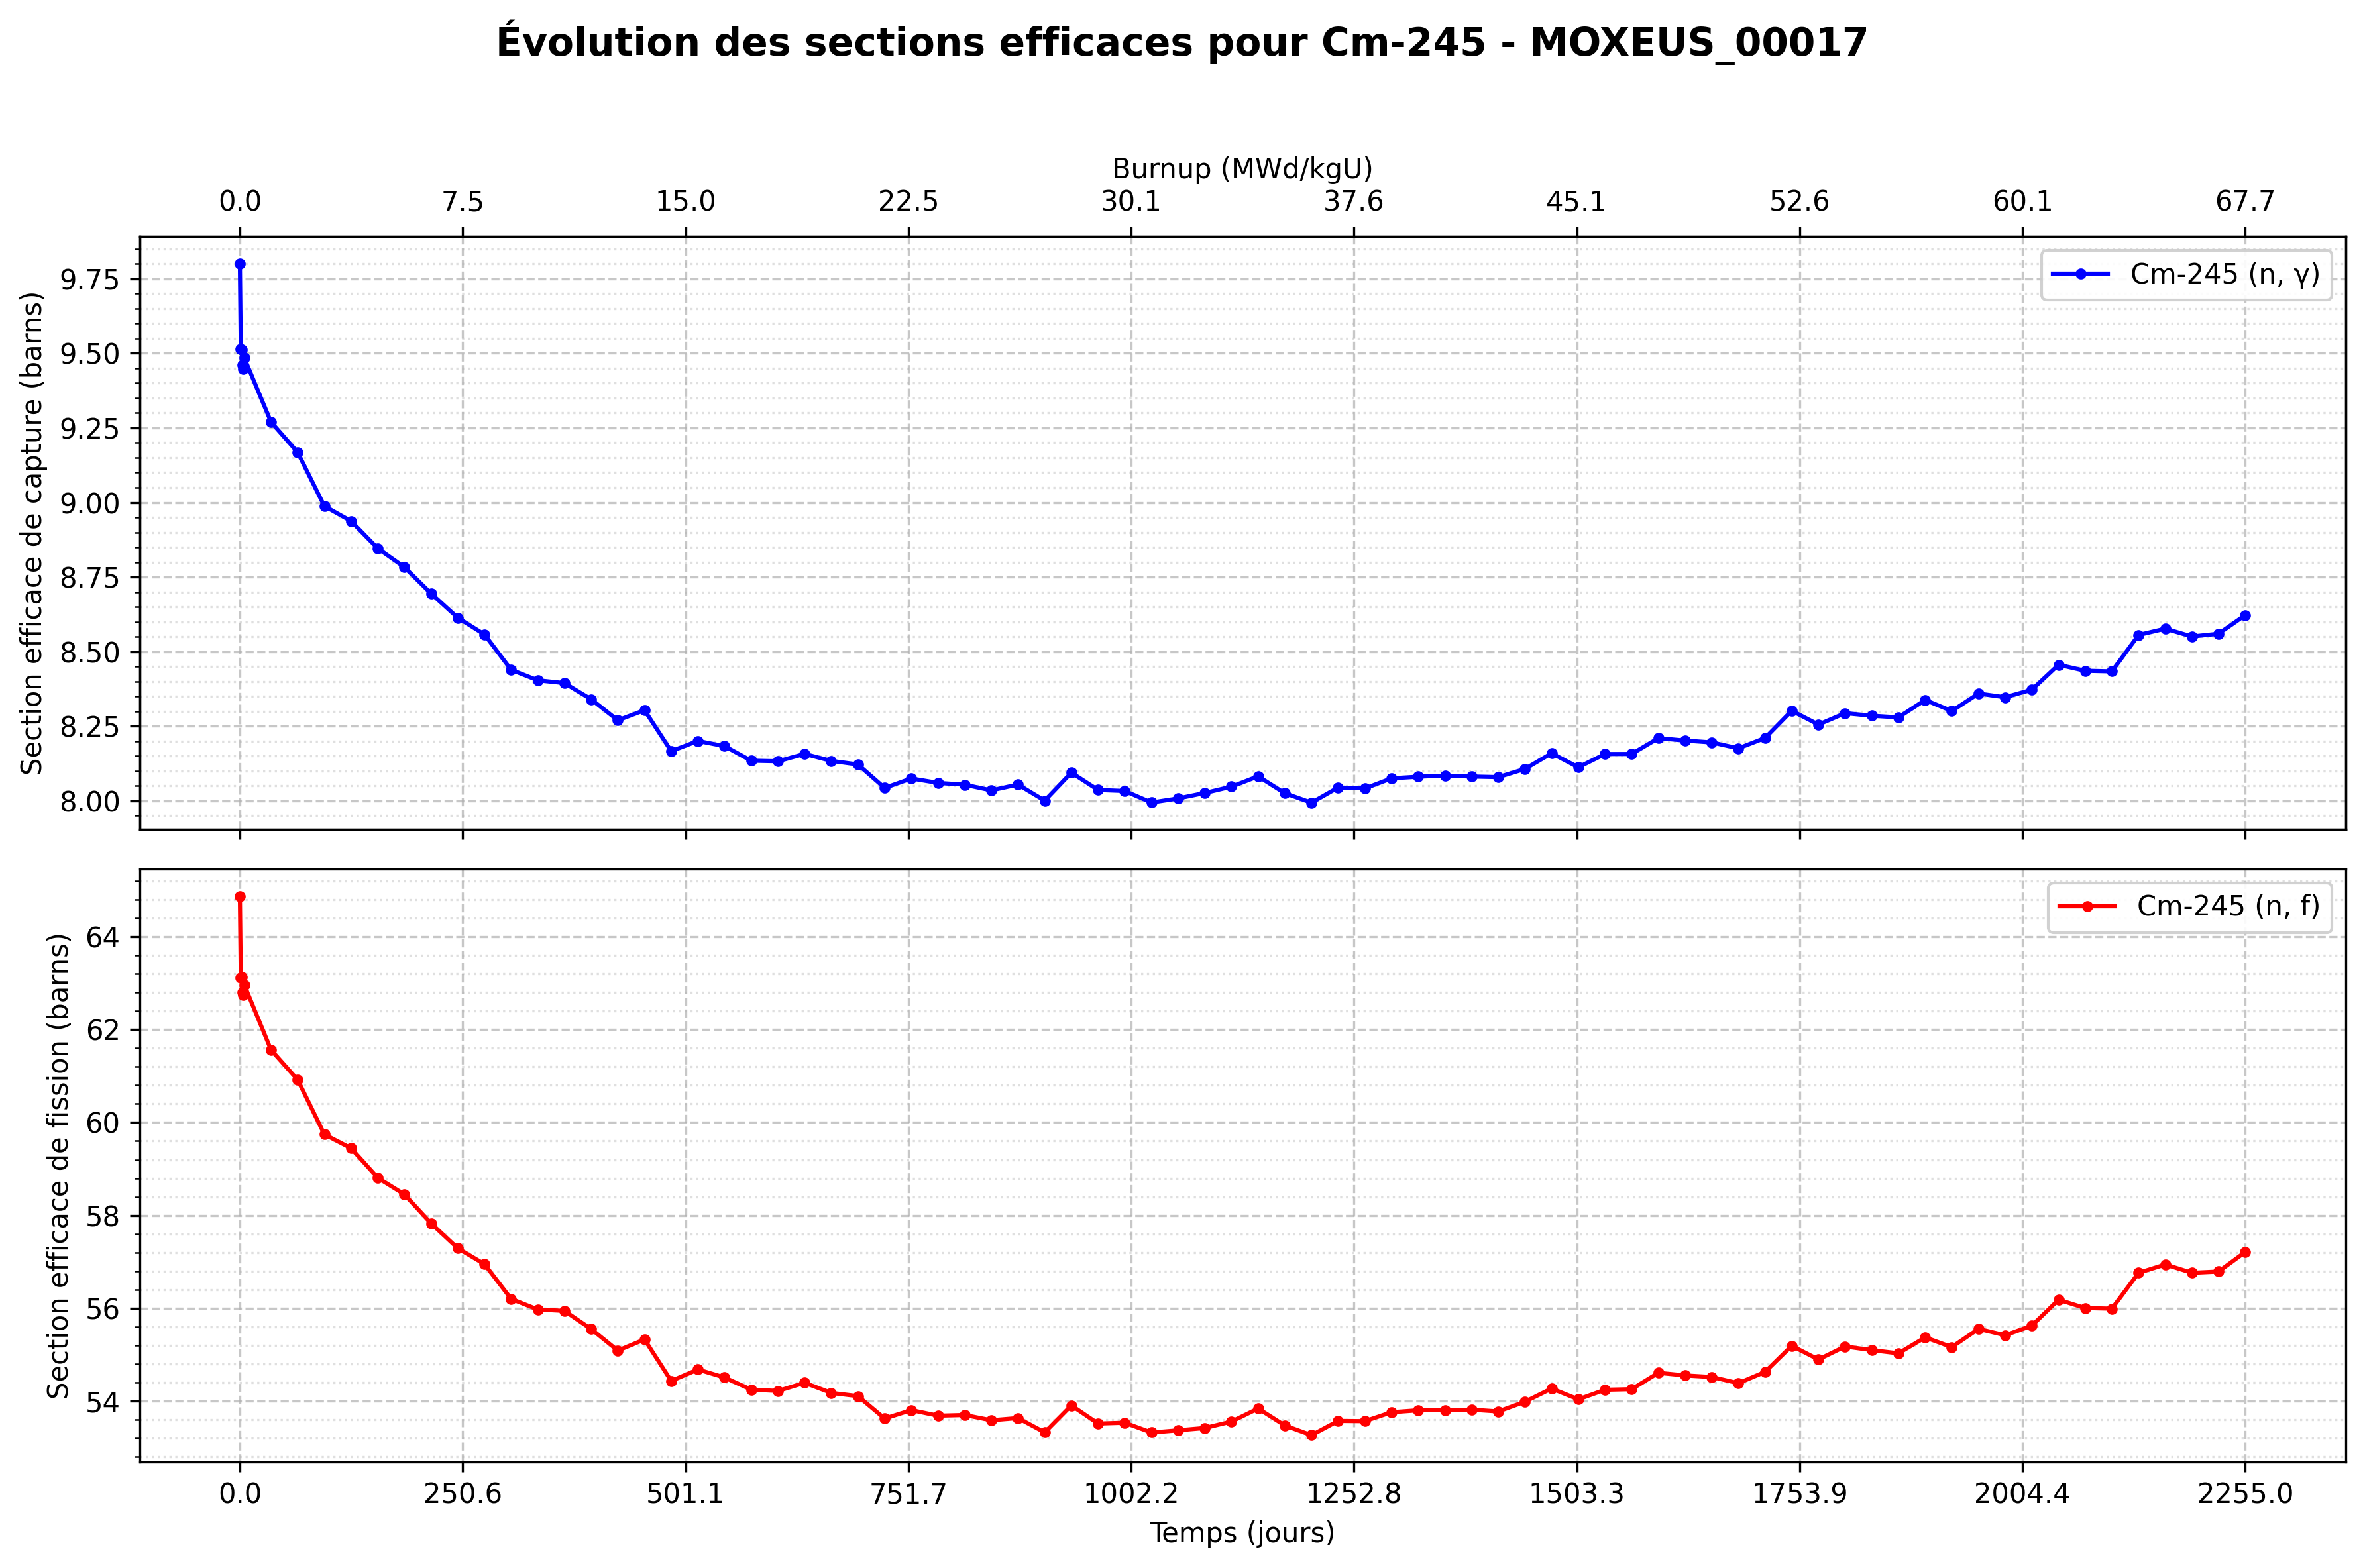 Évolution des sections efficaces pour Cm-245 - MOXEUS_00017
Burnup (MWd/kgU)
0.0 7.5 15.0 22.5 30.1 37.6 45.1 52.6 60.1 67.7
Section efficace de capture (barns)
9.75
9.50
9.25
9.00
8.75
8.50
8.25
8.00
Cm-245 (n, γ)
Section efficace de fission (barns)
64
62
60
58
56
54
Cm-245 (n, f)
0.0 250.6 501.1 751.7 1002.2 1252.8 1503.3 1753.9 2004.4 2255.0
Temps (jours)